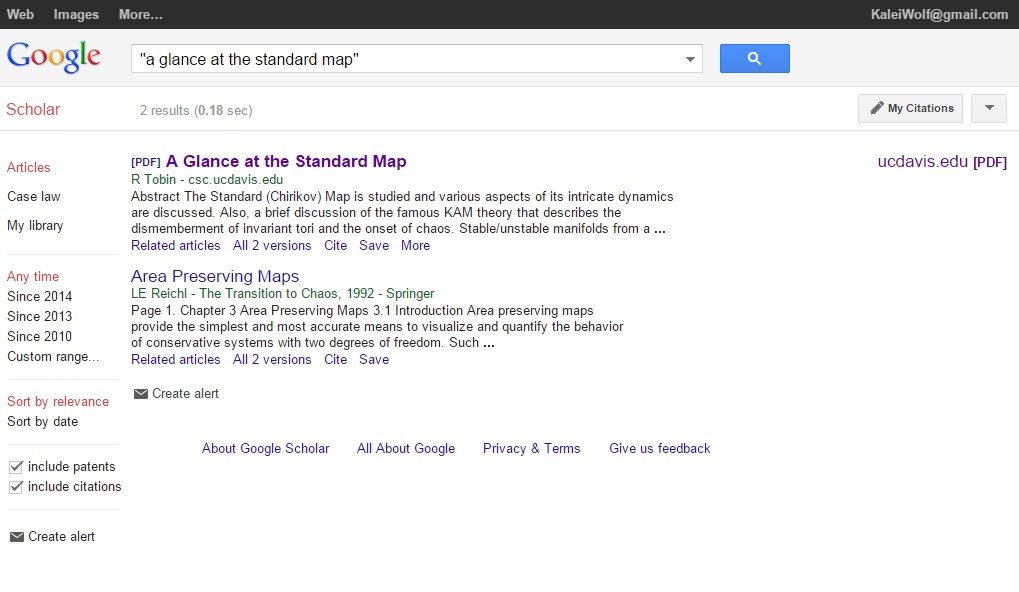 Web Images More... KaleiWolf@gmail.com
Google "a glance at the standard map"
Scholar 2 results (0.18 sec) My Citations
Articles
Case law
My library
Any time
Since 2014
Since 2013
Since 2010
Custom range...
Sort by relevance
Sort by date
include patents
include citations
Create alert
[PDF] A Glance at the Standard Map ucdavis.edu [PDF]
R Tobin - csc.ucdavis.edu
Abstract The Standard (Chirikov) Map is studied and various aspects of its intricate dynamics
are discussed. Also, a brief discussion of the famous KAM theory that describes the
dismemberment of invariant tori and the onset of chaos. Stable/unstable manifolds from a ...
Related articles All 2 versions Cite Save More
Area Preserving Maps
LE Reichl - The Transition to Chaos, 1992 - Springer
Page 1. Chapter 3 Area Preserving Maps 3.1 Introduction Area preserving maps
provide the simplest and most accurate means to visualize and quantify the behavior
of conservative systems with two degrees of freedom. Such ...
Related articles All 2 versions Cite Save
Create alert
About Google Scholar All About Google Privacy & Terms Give us feedback